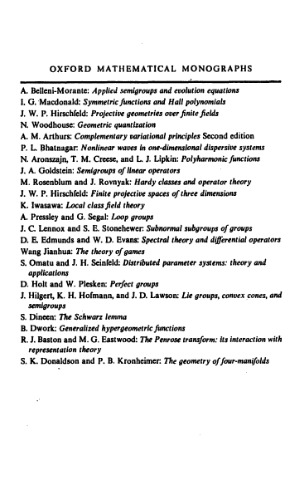 OXFORD MATHEMATICAL MONOGRAPHS
A. Belleni-Morante: Applied semigroups and evolution equations
I. G. Macdonald: Symmetric functions and Hall polynomials
J. W. P. Hirschfeld: Projective geometries over finite fields
N. Woodhouse: Geometric quantization
A. M. Arthurs: Complementary variational principles Second edition
P. L. Bhatnagar: Nonlinear waves in one-dimensional dispersive systems
N. Aronszajn, T. M. Creese, and L. J. Lipkin: Polyharmonic functions
J. A. Goldstein: Semigroups of linear operators
M. Rosenblum and J. Rovnyak: Hardy classes and operator theory
J. W. P. Hirschfeld: Finite projective spaces of three dimensions
K. Iwasawa: Local class field theory
A. Pressley and G. Segal: Loop groups
J. C. Lennox and S. E. Stonehewer: Subnormal subgroups of groups
D. E. Edmunds and W. D. Evans: Spectral theory and differential operators
Wang Jianhua: The theory of games
S. Omatu and J. H. Seinfeld: Distributed parameter systems: theory and
applications
D. Holt and W. Plesken: Perfect groups
J. Hilgert, K. H. Hofmann, and J. D. Lawson: Lie groups, convex cones, and
semigroups
S. Dineen: The Schwarz lemma
B. Dwork: Generalized hypergeometric functions
R. J. Baston and M. G. Eastwood: The Penrose transform: its interaction with
representation theory
S. K. Donaldson and P. B. Kronheimer: The geometry of four-manifolds